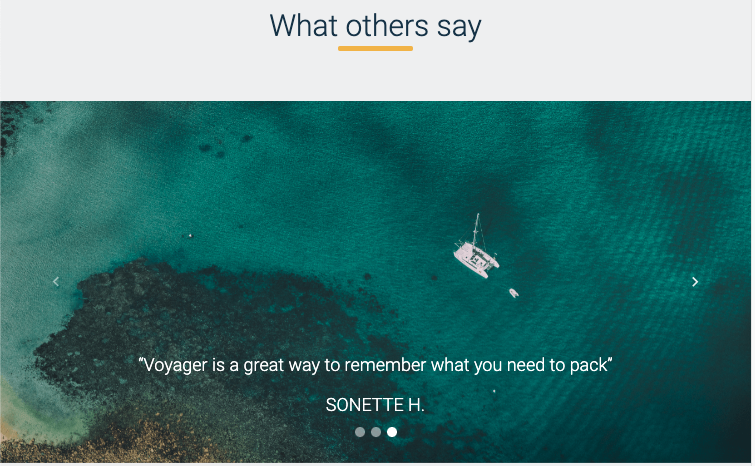 What others say
“Voyager is a great way to remember what you need to pack”
SONETTE H.